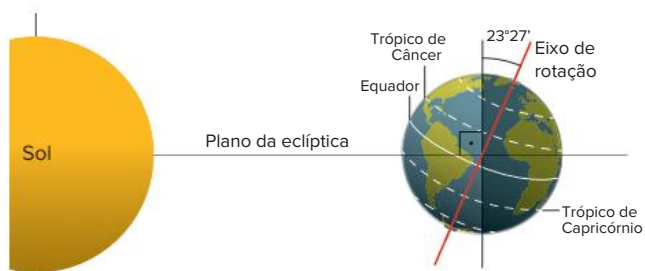 23°27'
Trópico de
Câncer
Eixo de
rotação
Equador
Plano da eclíptica
Sol
Trópico de
Capricórnio